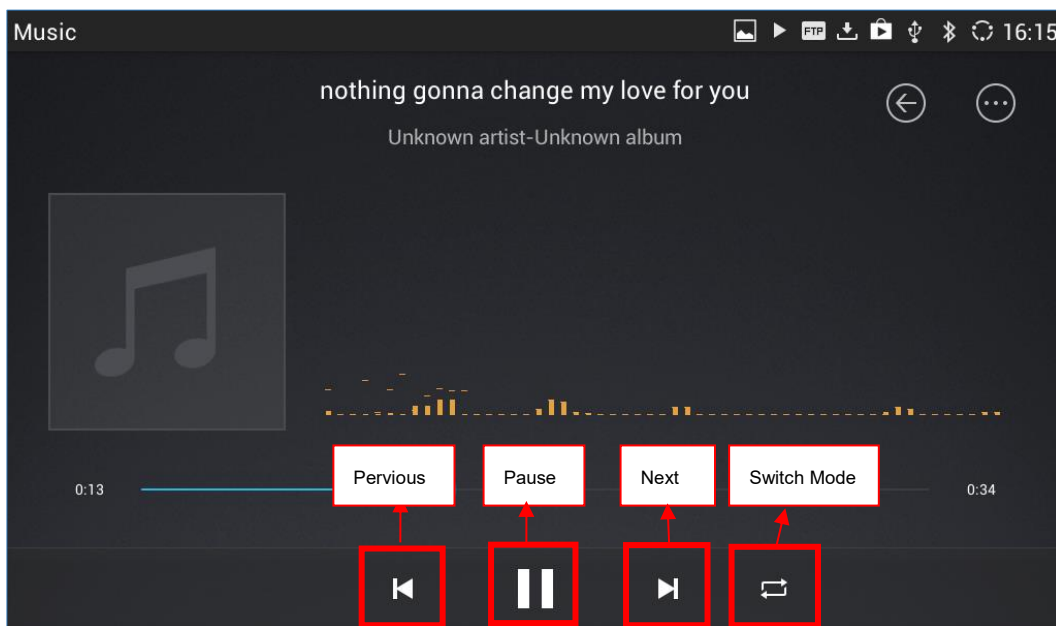 Music FTP 16:15
nothing gonna change my love for you
Unknown artist-Unknown album
Pervious Pause Next Switch Mode
0:13 0:34